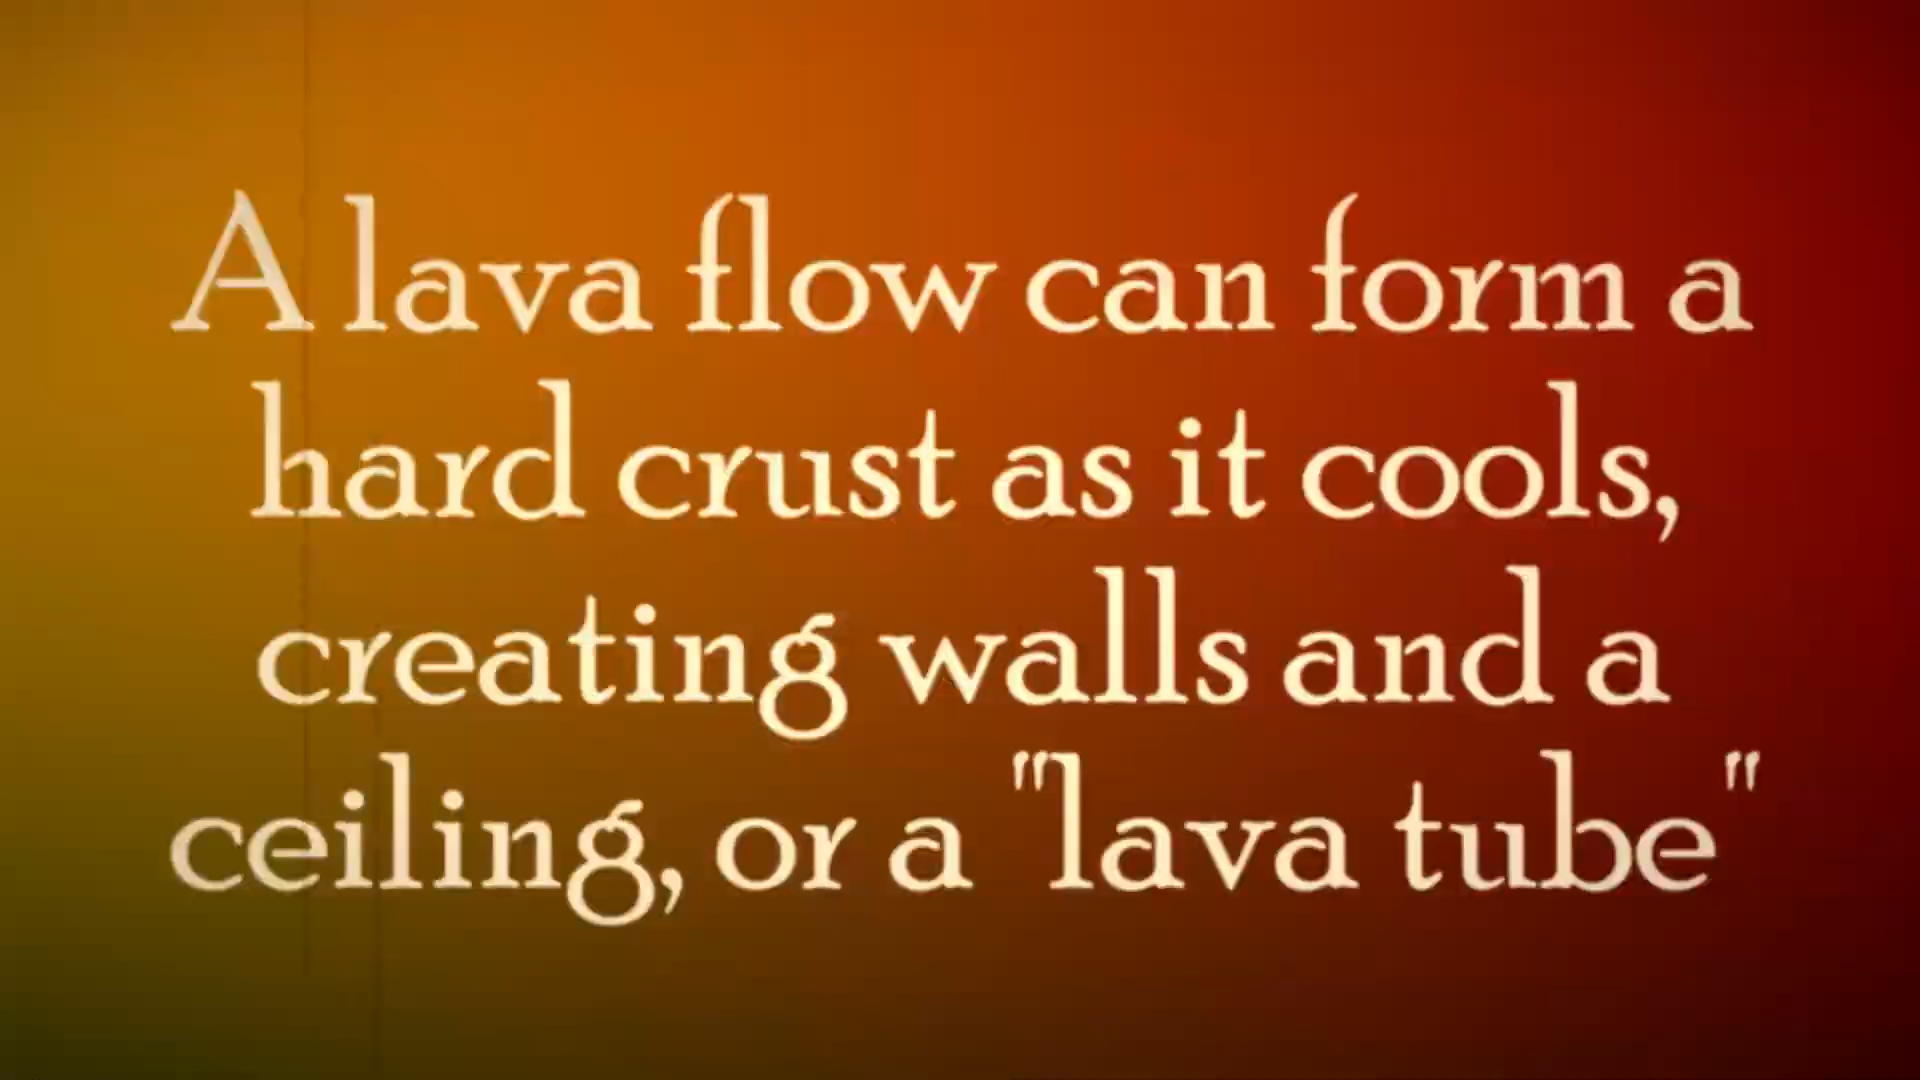 A lava flow can form a
hard crust as it cools,
creating walls and a
ceiling, or a "lava tube"